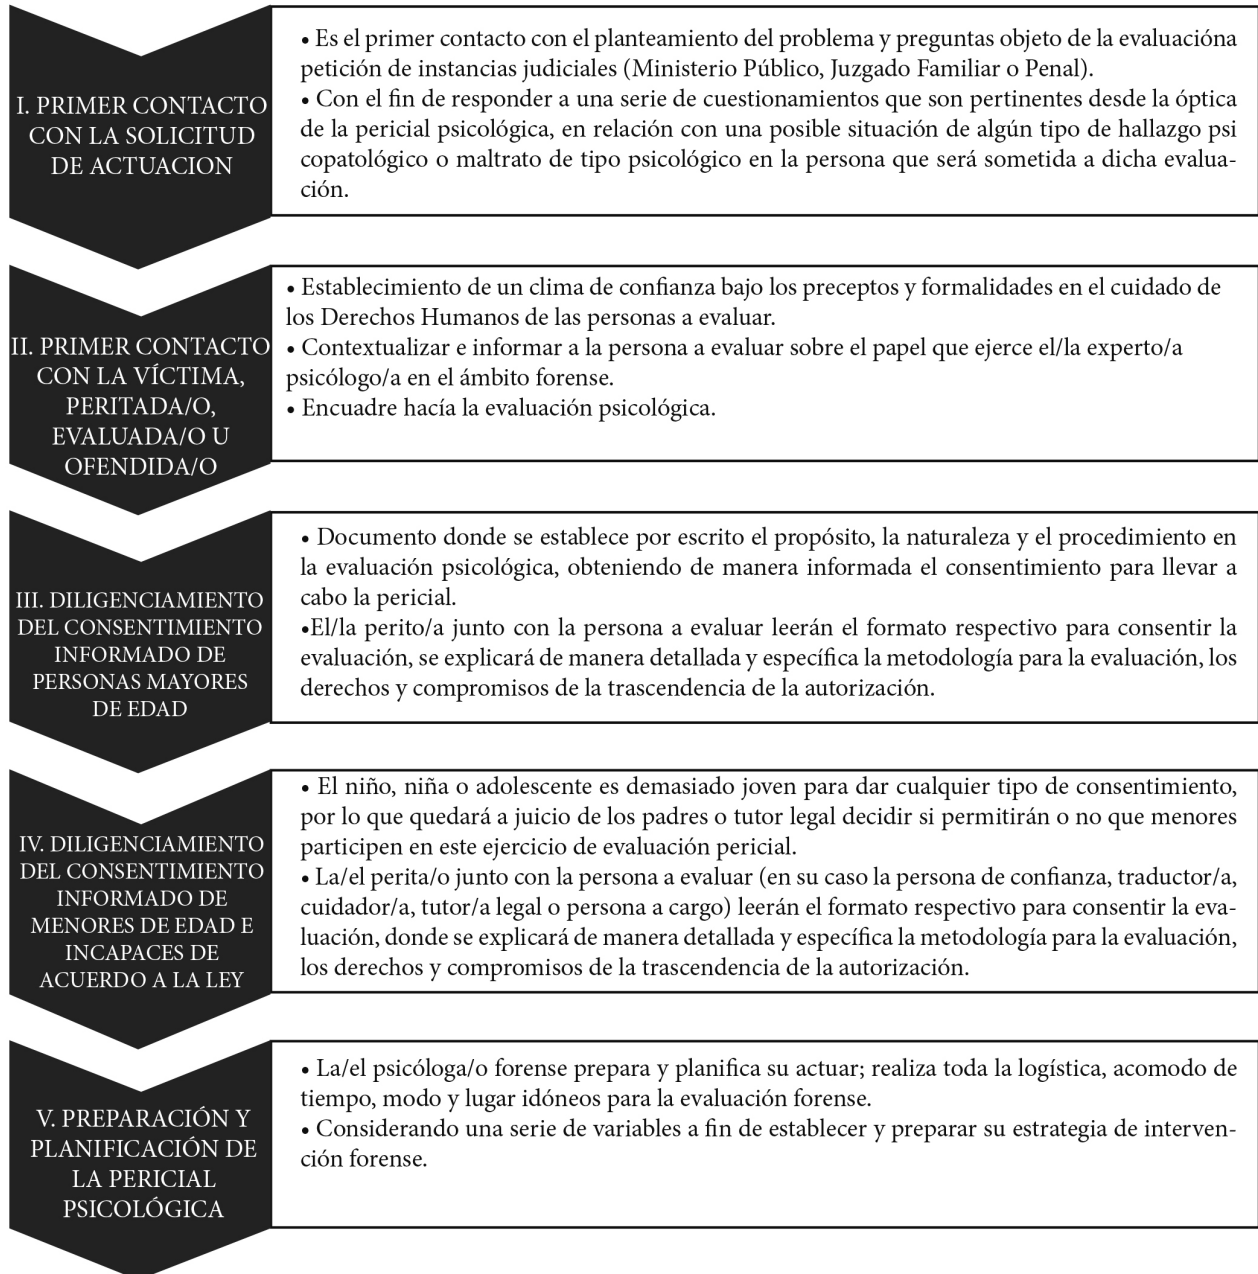 I. PRIMER CONTACTO
CON LA SOLICITUD
DE ACTUACION
• Es el primer contacto con el planteamiento del problema y preguntas objeto de la evaluacióna
petición de instancias judiciales (Ministerio Público, Juzgado Familiar o Penal).
• Con el fin de responder a una serie de cuestionamientos que son pertinentes desde la óptica
de la pericial psicológica, en relación con una posible situación de algún tipo de hallazgo psi
copatológico o maltrato de tipo psicológico en la persona que será sometida a dicha evalua-
ción.
II. PRIMER CONTACTO
CON LA VÍCTIMA,
PERITADA/O,
EVALUADA/O U
OFENDIDA/O
• Establecimiento de un clima de confianza bajo los preceptos y formalidades en el cuidado de
los Derechos Humanos de las personas a evaluar.
• Contextualizar e informar a la persona a evaluar sobre el papel que ejerce el/la experto/a
psicólogo/a en el ámbito forense.
• Encuadre hacía la evaluación psicológica.
III. DILIGENCIAMIENTO
DEL CONSENTIMIENTO
INFORMADO DE
PERSONAS MAYORES
DE EDAD
• Documento donde se establece por escrito el propósito, la naturaleza y el procedimiento en
la evaluación psicológica, obteniendo de manera informada el consentimiento para llevar a
cabo la pericial.
•El/la perito/a junto con la persona a evaluar leerán el formato respectivo para consentir la
evaluación, se explicará de manera detallada y específica la metodología para la evaluación, los
derechos y compromisos de la trascendencia de la autorización.
IV. DILIGENCIAMIENTO
DEL CONSENTIMIENTO
INFORMADO DE
MENORES DE EDAD E
INCAPACES DE
ACUERDO A LA LEY
• El niño, niña o adolescente es demasiado joven para dar cualquier tipo de consentimiento,
por lo que quedará a juicio de los padres o tutor legal decidir si permitirán o no que menores
participen en este ejercicio de evaluación pericial.
• La/el perita/o junto con la persona a evaluar (en su caso la persona de confianza, traductor/a,
cuidador/a, tutor/a legal o persona a cargo) leerán el formato respectivo para consentir la eva-
luación, donde se explicará de manera detallada y específica la metodología para la evaluación,
los derechos y compromisos de la trascendencia de la autorización.
V. PREPARACIÓN Y
PLANIFICACIÓN DE
LA PERICIAL
PSICOLÓGICA
• La/el psicóloga/o forense prepara y planifica su actuar; realiza toda la logística, acomodo de
tiempo, modo y lugar idóneos para la evaluación forense.
• Considerando una serie de variables a fin de establecer y preparar su estrategia de interven-
ción forense.